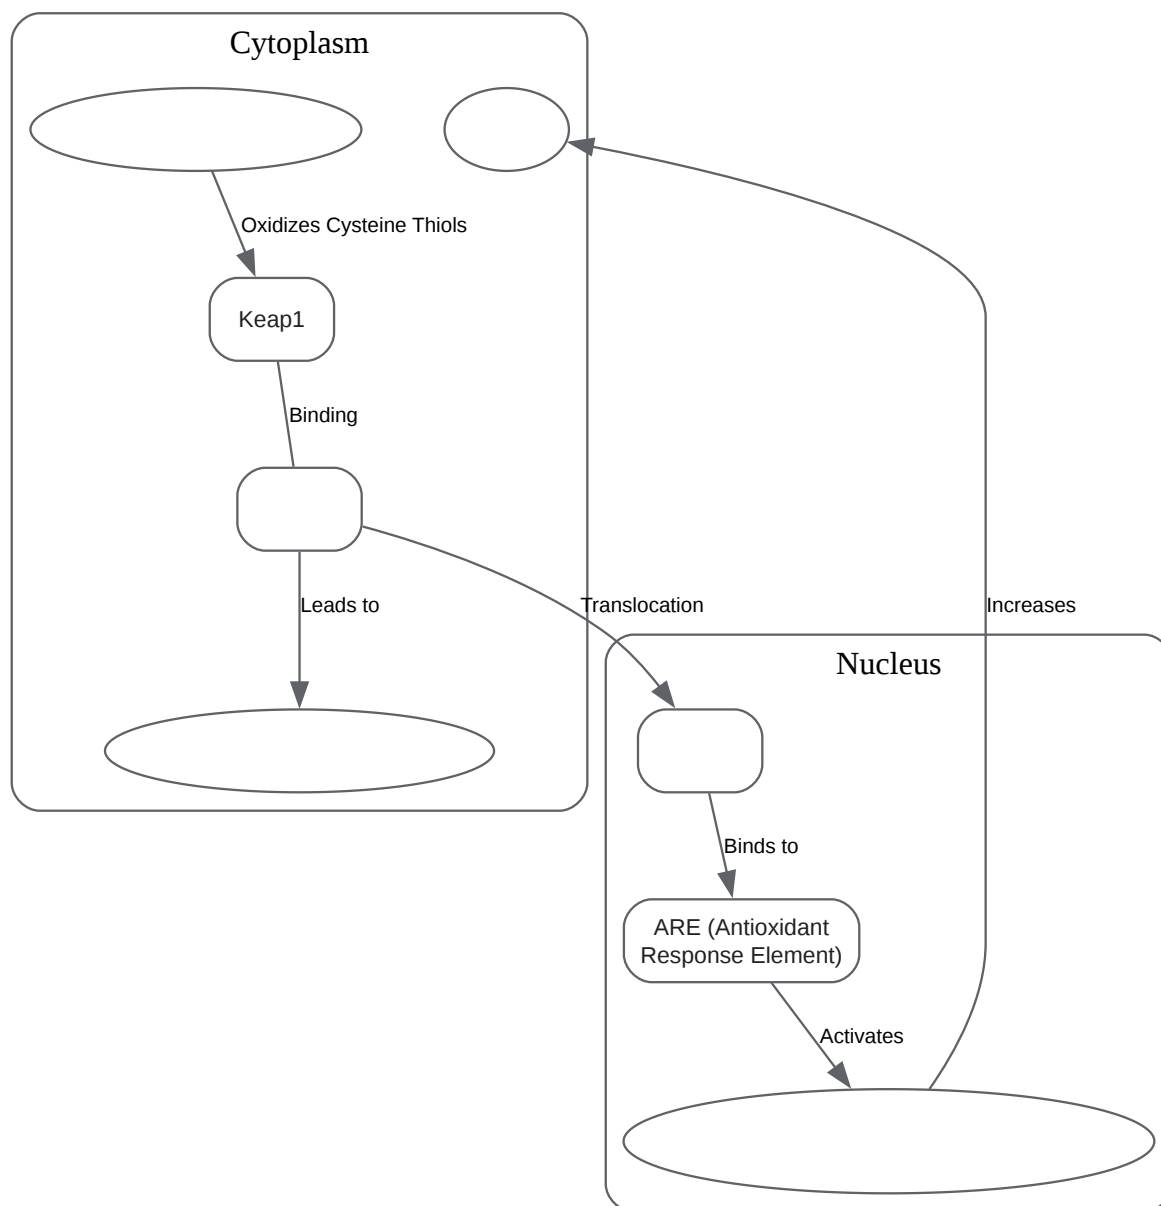 Cytoplasm
Oxidizes Cysteine Thiols
Keap1
Binding
Leads to
Translocation
Increases
Nucleus
Binds to
ARE (Antioxidant
Response Element)
Activates